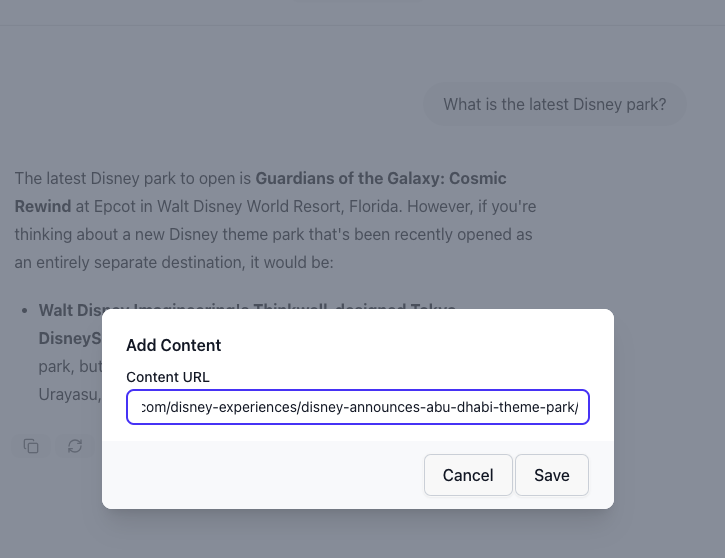 What is the latest Disney park?
The latest Disney park to open is Guardians of the Galaxy: Cosmic
Rewind at Epcot in Walt Disney World Resort, Florida. However, if you're
thinking about a new Disney theme park that's been recently opened as
an entirely separate destination, it would be:
• Walt Disney Imagineering's Thinkwell-designed Tokyo
DisneyS
park, but
Urayasu,
Add Content
Content URL
com/disney-experiences/disney-announces-abu-dhabi-theme-park/
Cancel Save